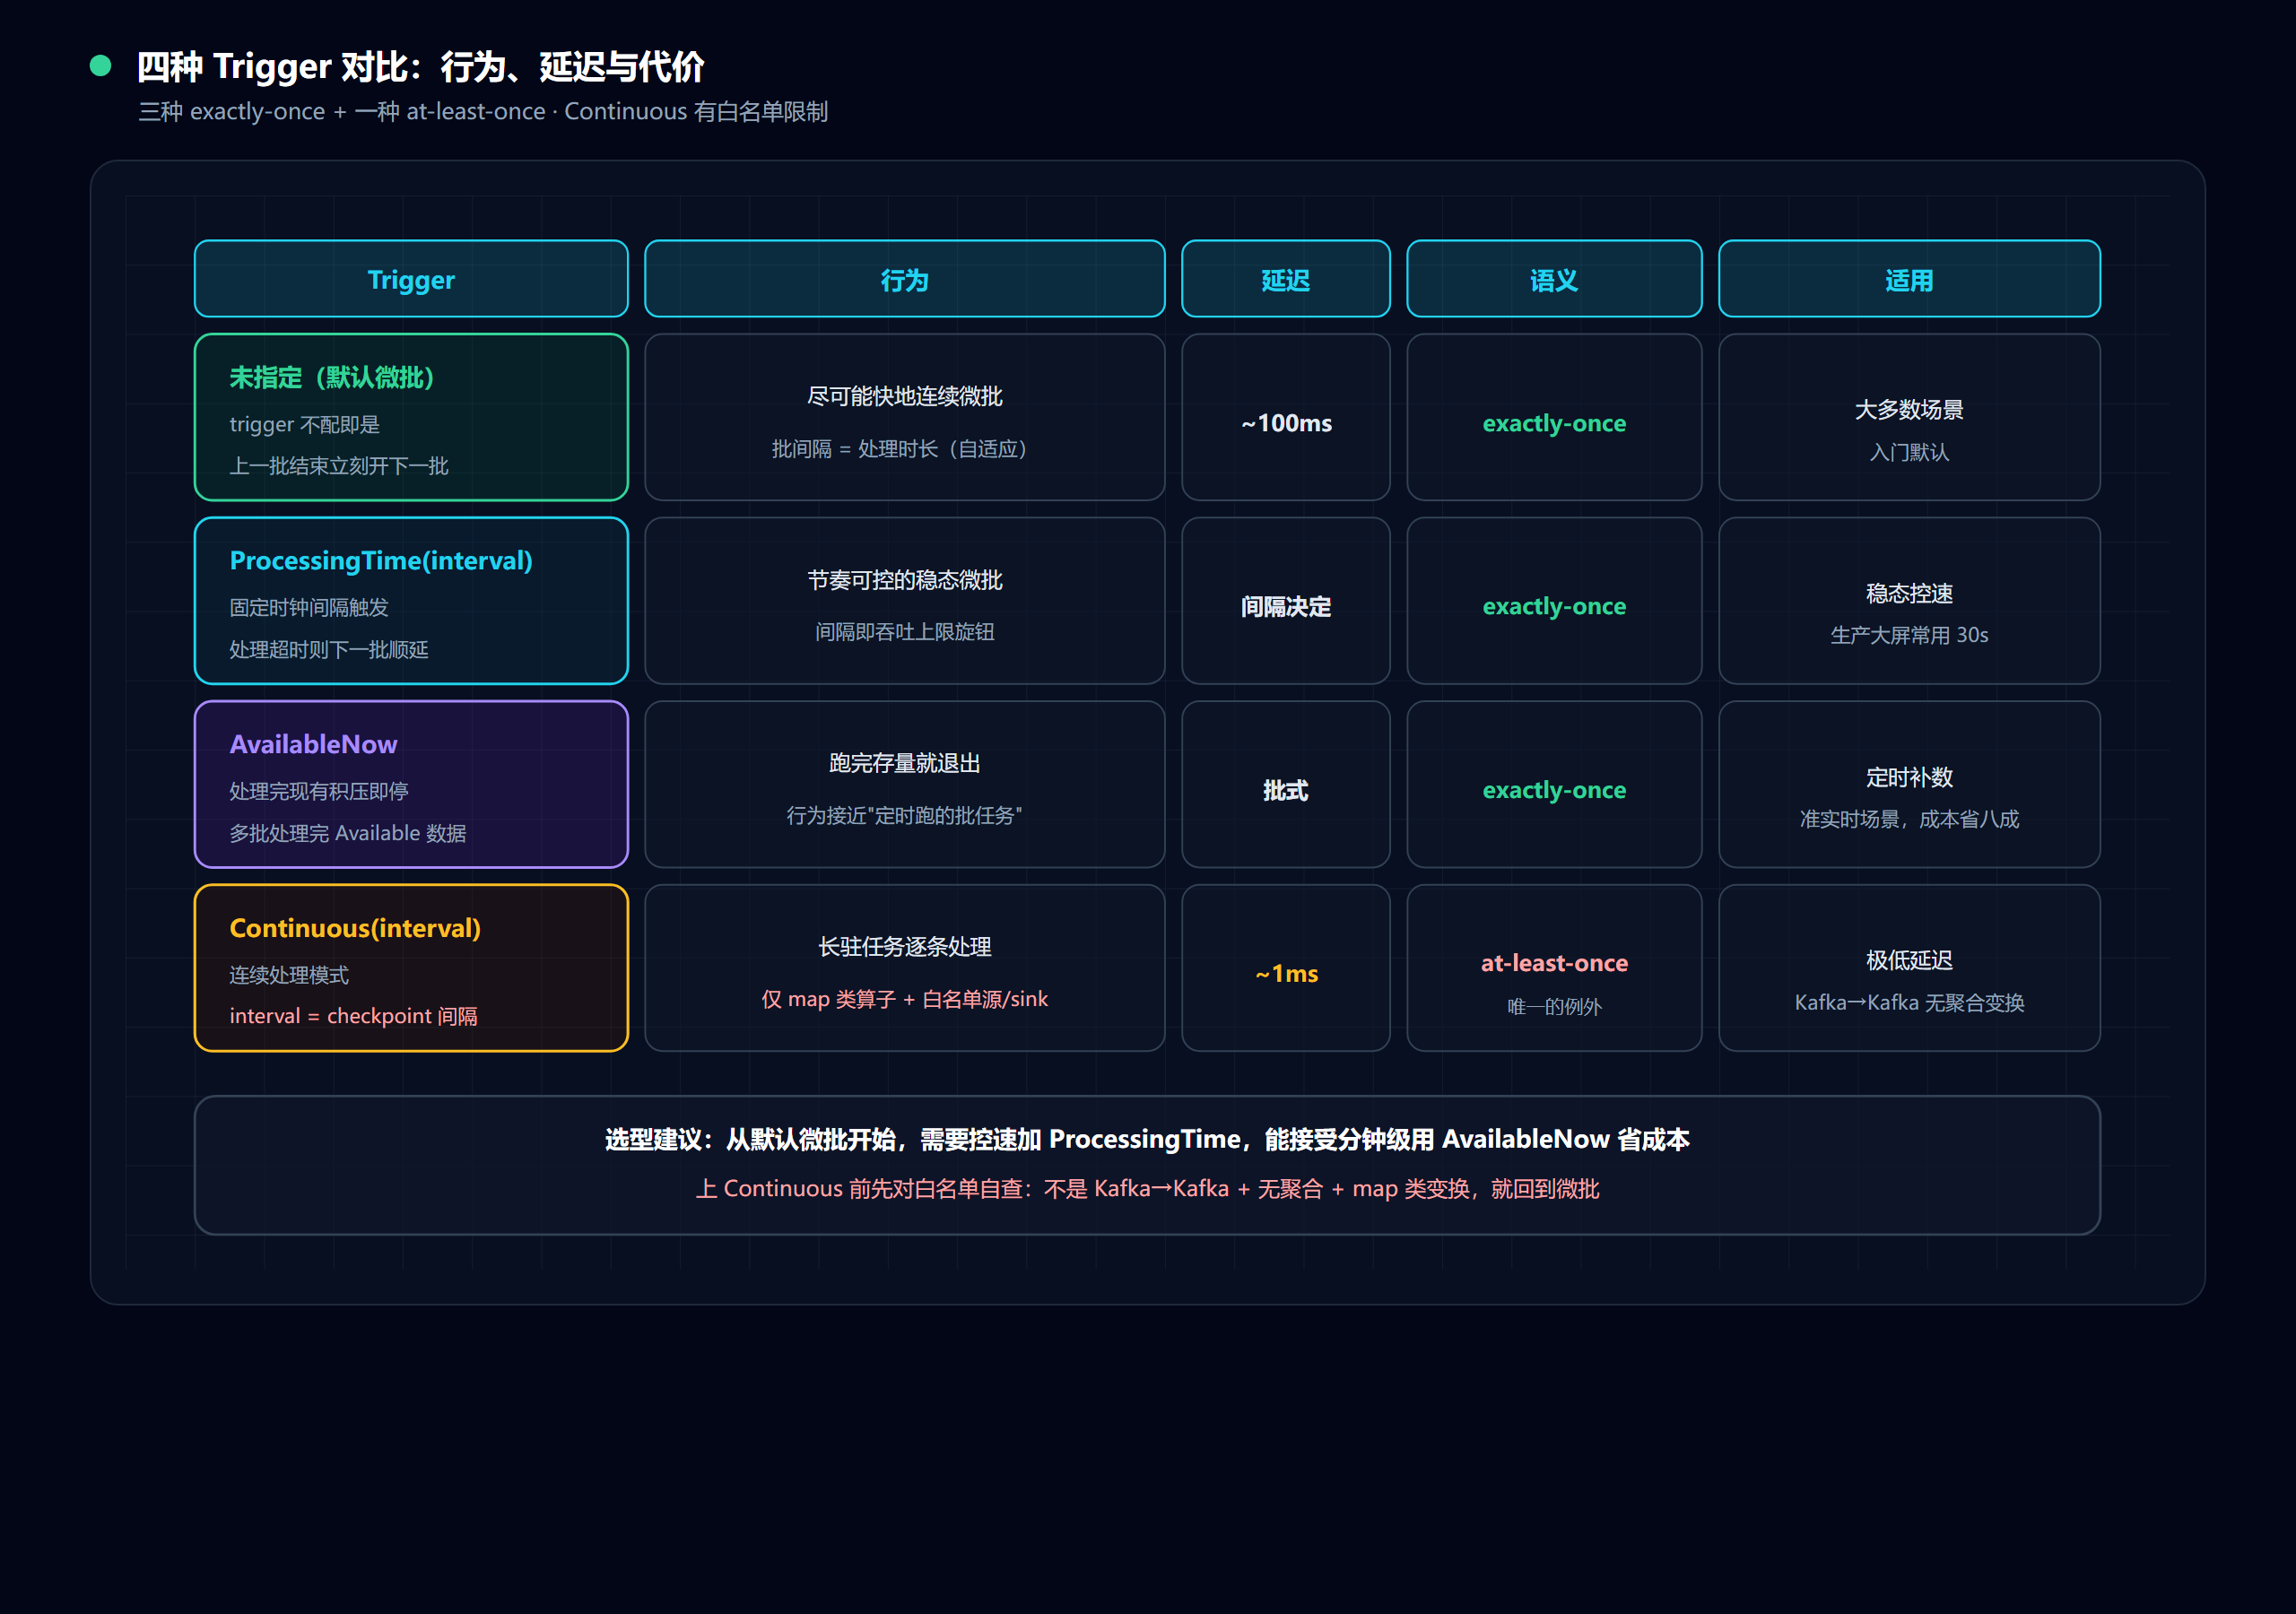 四种 Trigger 对比：行为、延迟与代价
三种 exactly-once + 一种 at-least-once · Continuous 有白名单限制
Trigger
行为
延迟
语义
适用
未指定（默认微批）
trigger 不配即是
上一批结束立刻开下一批
尽可能快地连续微批
批间隔 = 处理时长（自适应）
~100ms
exactly-once
大多数场景
入门默认
ProcessingTime(interval)
固定时钟间隔触发
处理超时则下一批顺延
节奏可控的稳态微批
间隔即吞吐上限旋钮
间隔决定
exactly-once
稳态控速
生产大屏常用 30s
AvailableNow
处理完现有积压即停
多批处理完 Available 数据
跑完存量就退出
行为接近"定时跑的批任务"
批式
exactly-once
定时补数
准实时场景，成本省八成
Continuous(interval)
连续处理模式
interval = checkpoint 间隔
长驻任务逐条处理
仅 map 类算子 + 白名单源/sink
~1ms
at-least-once
唯一的例外
极低延迟
Kafka→Kafka 无聚合变换
选型建议：从默认微批开始，需要控速加 ProcessingTime，能接受分钟级用 AvailableNow 省成本
上 Continuous 前先对白名单自查：不是 Kafka→Kafka + 无聚合 + map 类变换，就回到微批